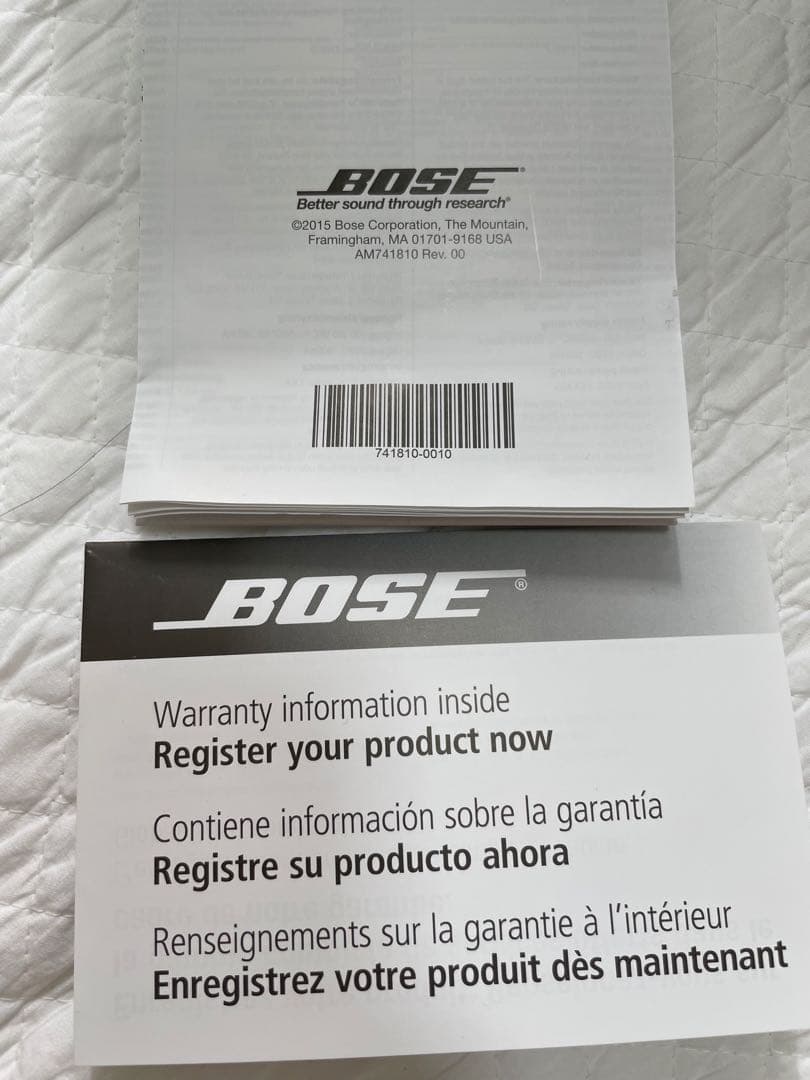 BOSE
Better sound through research®
©2015 Bose Corporation, The Mountain,
Framingham, MA 01701-9168 USA
AM741810 Rev. 00
741810-0010
BOSE®
Warranty information inside
Register your product now
Contiene información sobre la garantía
Registre su producto ahora
Renseignements sur la garantie à l'intérieur
Enregistrez votre produit dès maintenant